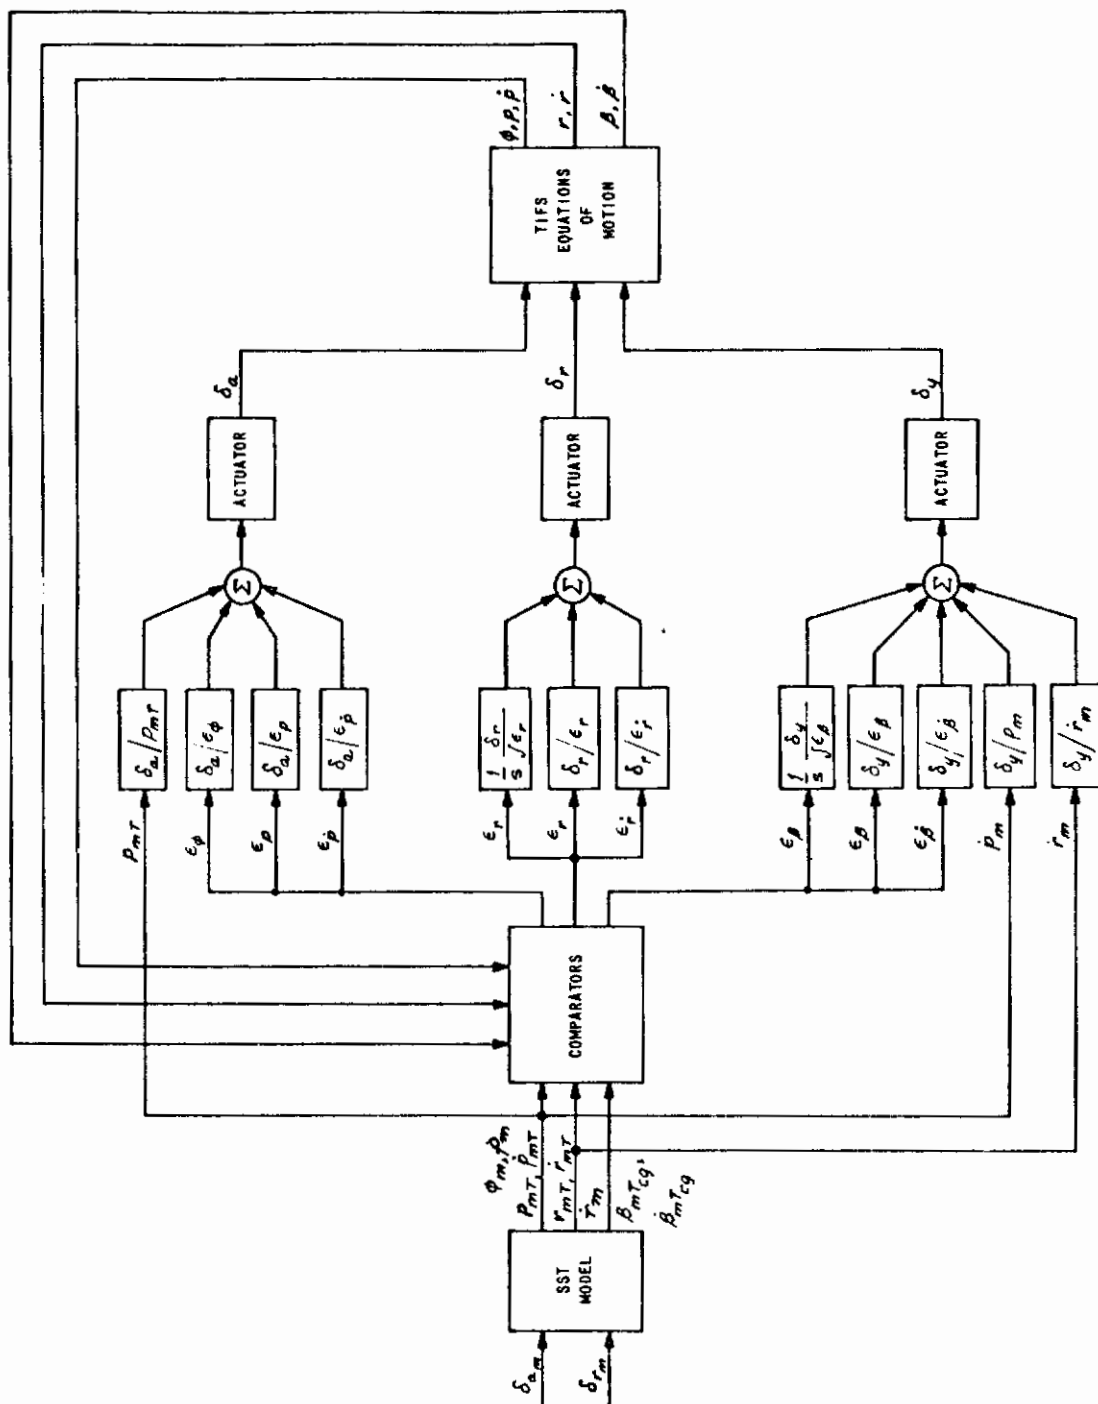 δam
δrm
SST
MODEL
φm, ṗm
pmT, ṗmT
rmT, ṙmT
ṙm
βmTcg,
β̇mTcg
COMPARATORS
pmT
εφ
εp
εṗ
εr
εr
εṙ
εβ
εβ
εβ̇
ṗm
ṙm
δa/pmT
δa/εφ
δa/εp
δa/εṗ
1/s δr/∫εr
δr/εr
δr/εṙ
1/s δy/∫εβ
δy/εβ
δy/εβ̇
δy/ṗm
δy/ṙm
Σ
Σ
Σ
ACTUATOR
ACTUATOR
ACTUATOR
δa
δr
δy
TIFS
EQUATIONS
OF
MOTION
φ, p, ṗ
r, ṙ
β, β̇